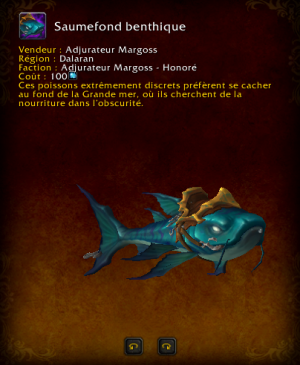 Saumefond benthique
Vendeur : Adjurateur Margoss
Région : Dalaran
Faction : Adjurateur Margoss - Honoré
Coût : 100
Ces poissons extrêmement discrets préfèrent se cacher
au fond de la Grande mer, où ils cherchent de la
nourriture dans l'obscurité.